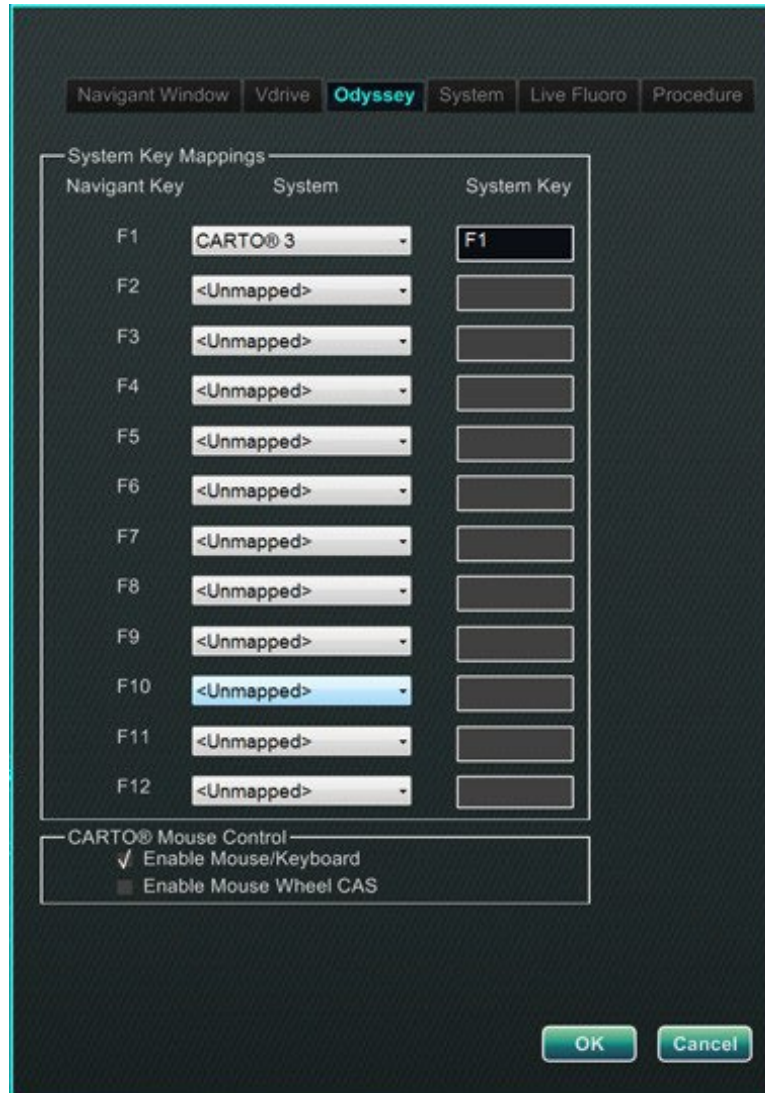 Navigant Window Vdrive Odyssey System Live Fluoro Procedure
System Key Mappings
Navigant Key System System Key
F1 CARTO® 3 F1
F2 <Unmapped>
F3 <Unmapped>
F4 <Unmapped>
F5 <Unmapped>
F6 <Unmapped>
F7 <Unmapped>
F8 <Unmapped>
F9 <Unmapped>
F10 <Unmapped>
F11 <Unmapped>
F12 <Unmapped>
CARTO® Mouse Control
Enable Mouse/Keyboard
Enable Mouse Wheel CAS
OK Cancel